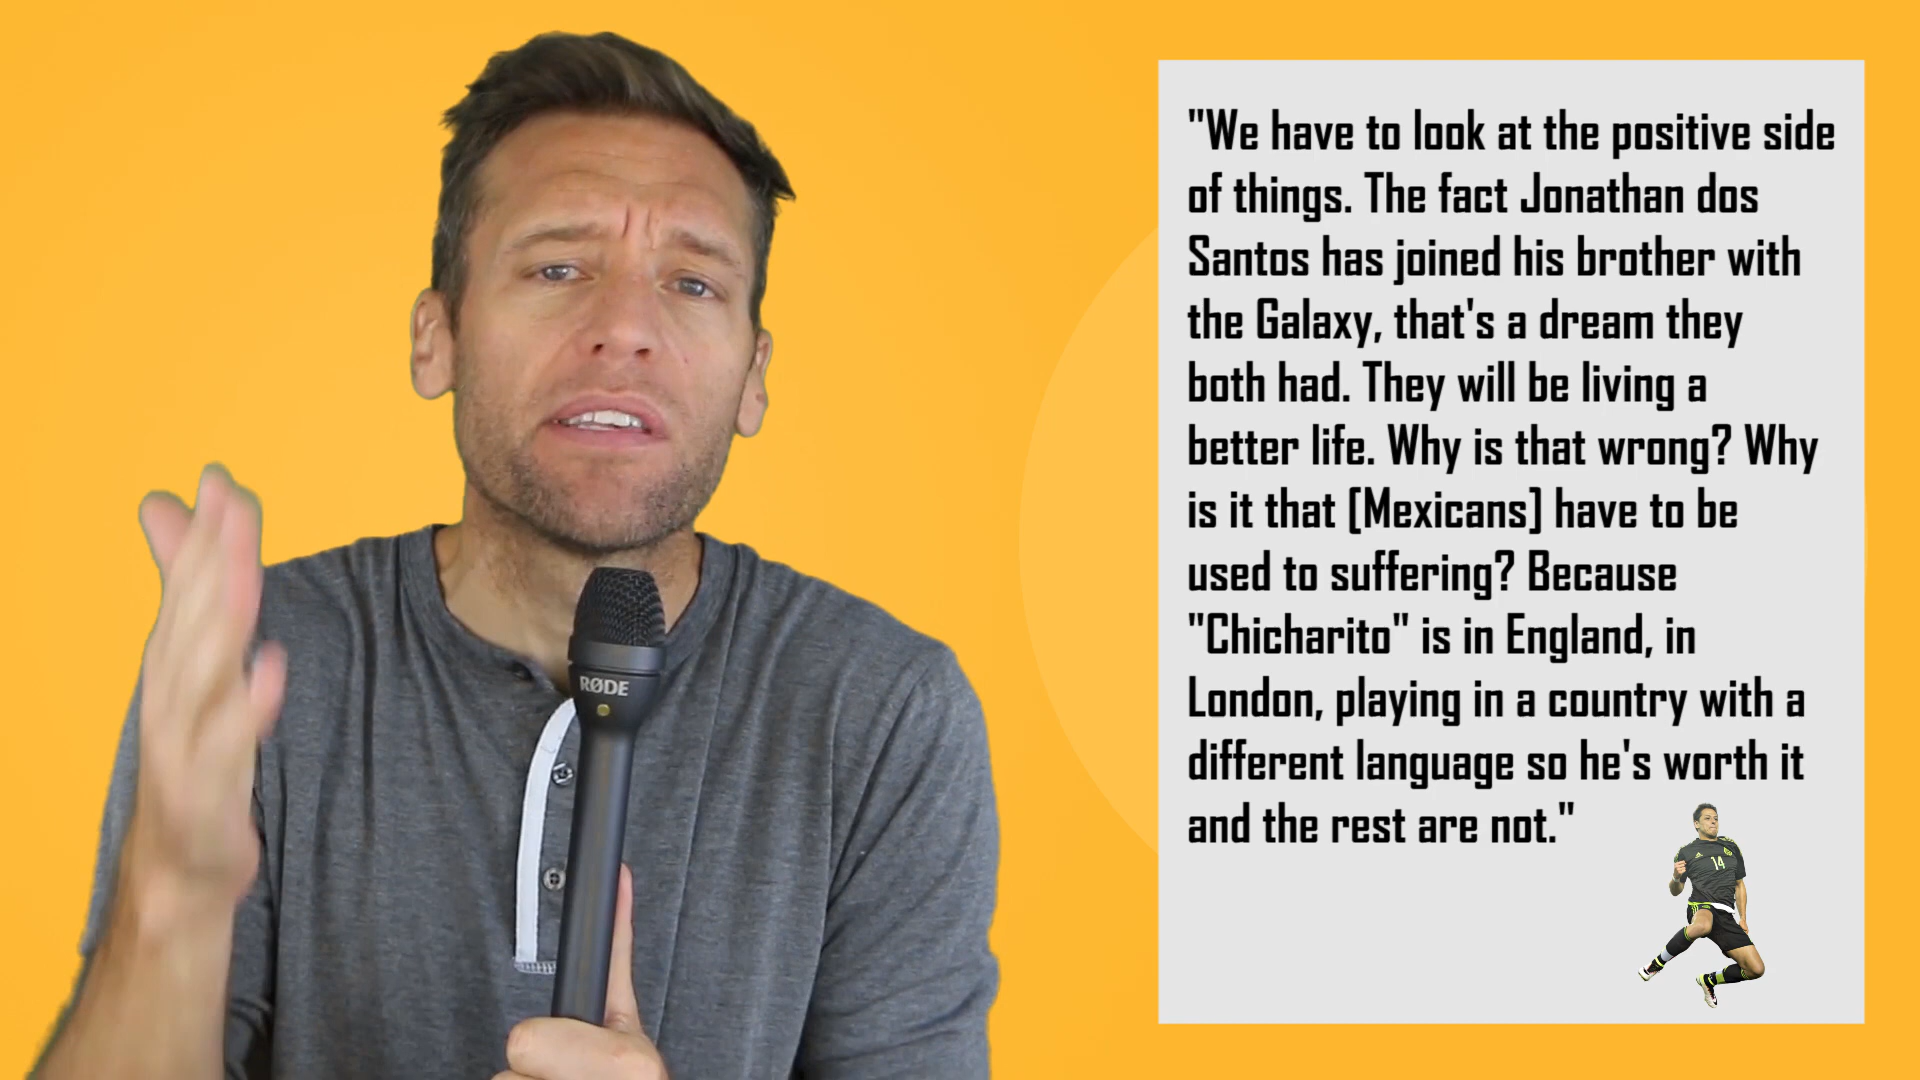 "We have to look at the positive side
of things. The fact Jonathan dos
Santos has joined his brother with
the Galaxy, that's a dream they
both had. They will be living a
better life. Why is that wrong? Why
is it that [Mexicans] have to be
used to suffering? Because
"Chicharito" is in England, in
London, playing in a country with a
different language so he's worth it
and the rest are not."
RØDE
14